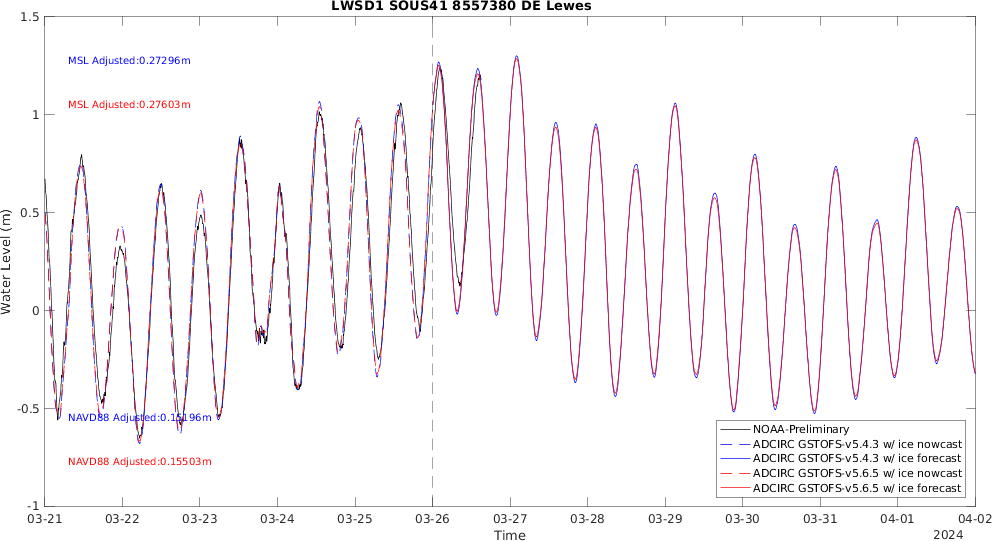 LWSD1 SOUS41 8557380 DE Lewes
1.5
1
0.5
0
-0.5
-1
Water Level (m)
MSL Adjusted:0.27296m
MSL Adjusted:0.27603m
NAVD88 Adjusted:0.15196m
NAVD88 Adjusted:0.15503m
NOAA-Preliminary
ADCIRC GSTOFS-v5.4.3 w/ ice nowcast
ADCIRC GSTOFS-v5.4.3 w/ ice forecast
ADCIRC GSTOFS-v5.6.5 w/ ice nowcast
ADCIRC GSTOFS-v5.6.5 w/ ice forecast
03-21 03-22 03-23 03-24 03-25 03-26 03-27 03-28 03-29 03-30 03-31 04-01 04-02
Time
2024